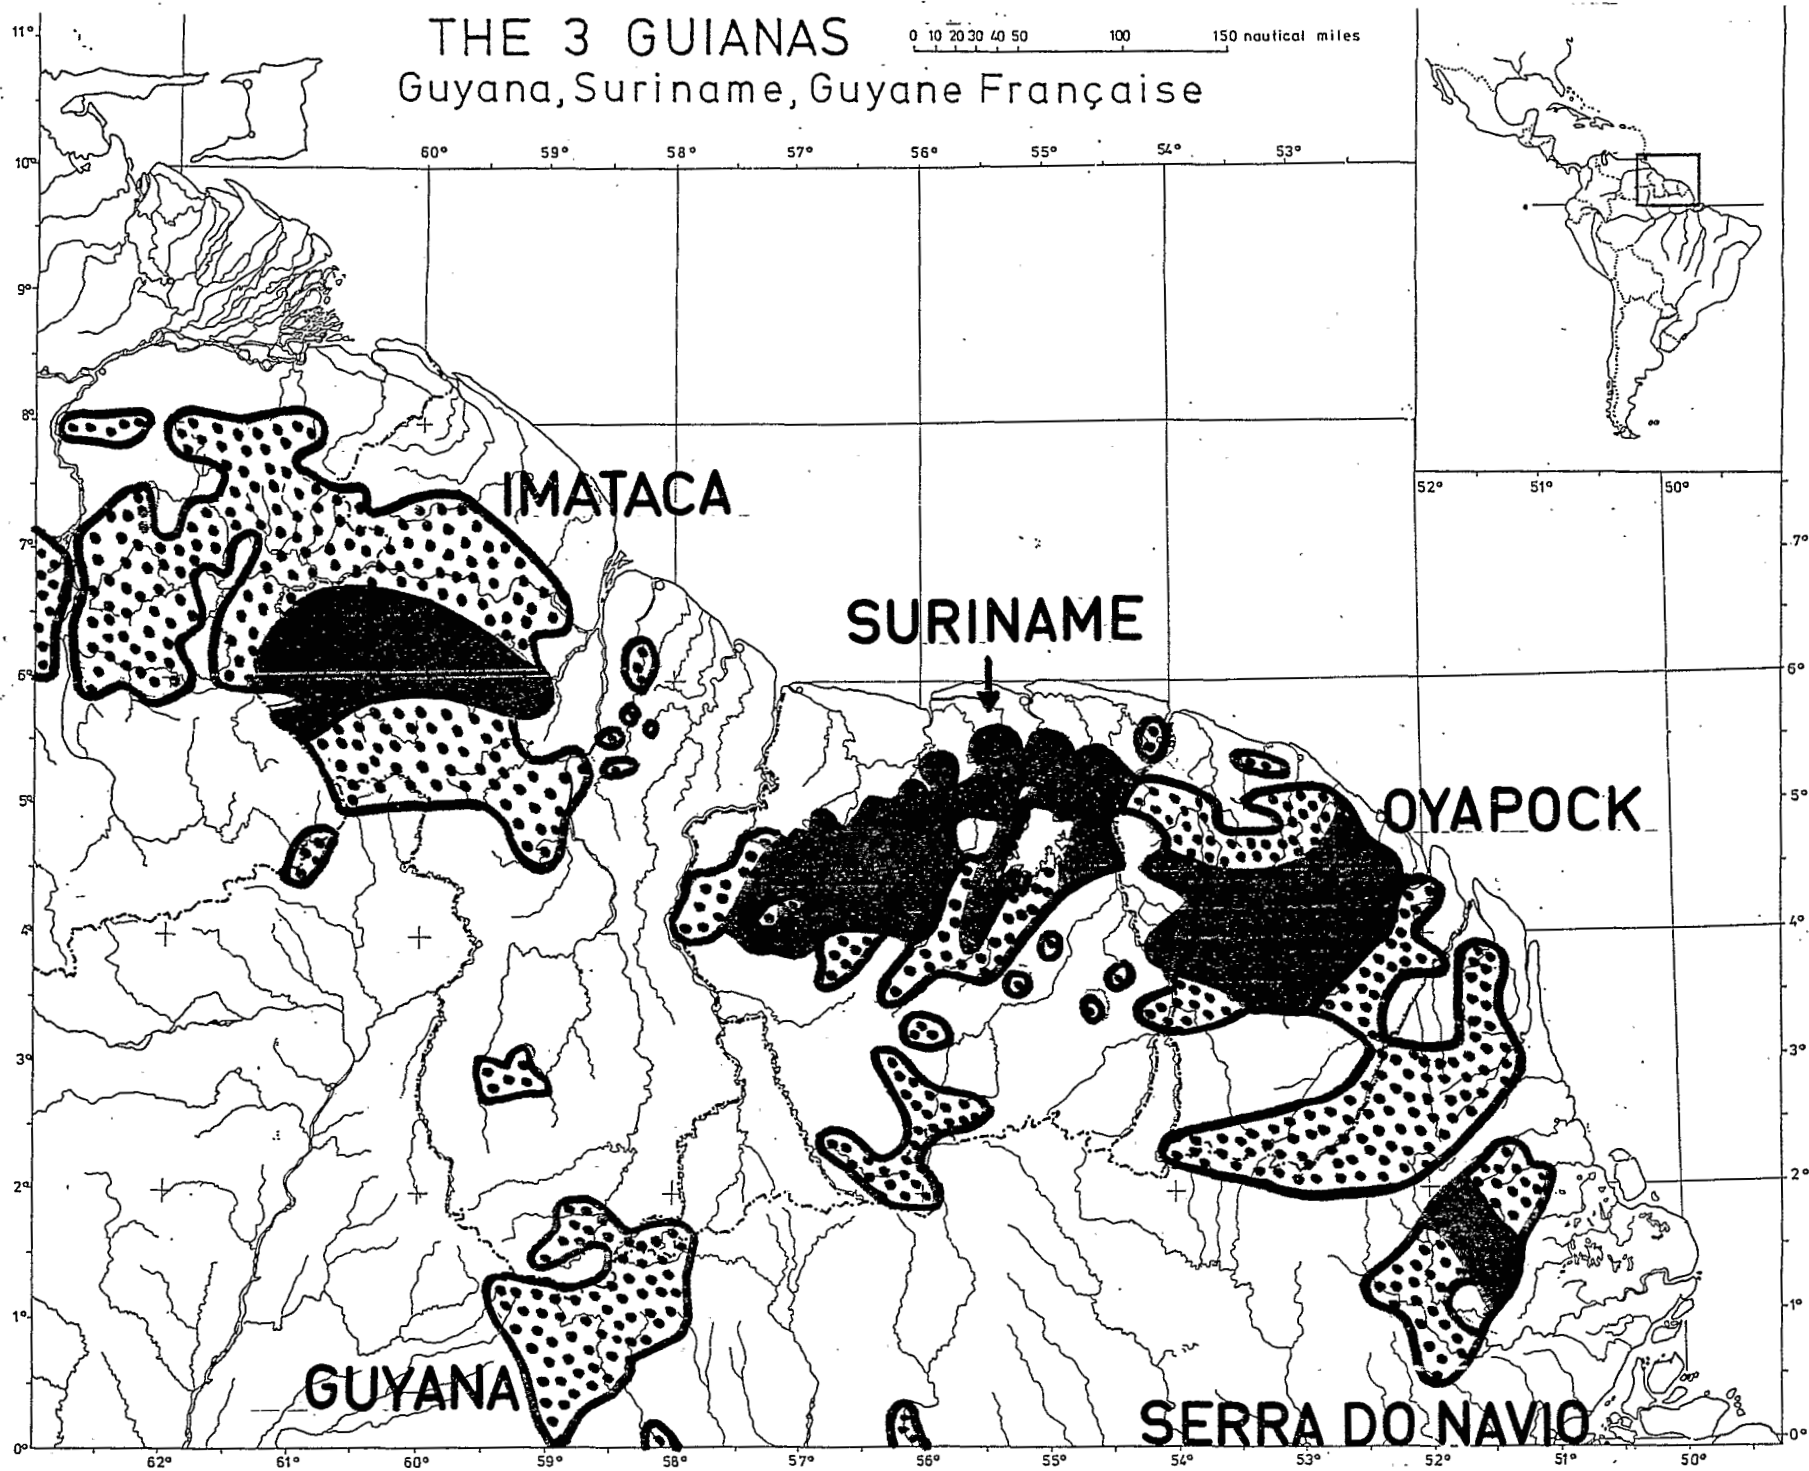 THE 3 GUIANAS
Guyana, Suriname, Guyane Française
0 10 20 30 40 50 100 150 nautical miles
11°
10°
9°
8°
7°
6°
5°
4°
3°
2°
1°
0°
60° 59° 58° 57° 56° 55° 54° 53°
52° 51° 50°
IMATACA
SURINAME
OYAPOCK
GUYANA
SERRA DO NAVIO
7°
6°
5°
4°
3°
2°
1°
0°
62° 61° 60° 59° 58° 57° 56° 55° 54° 53° 52° 51° 50°